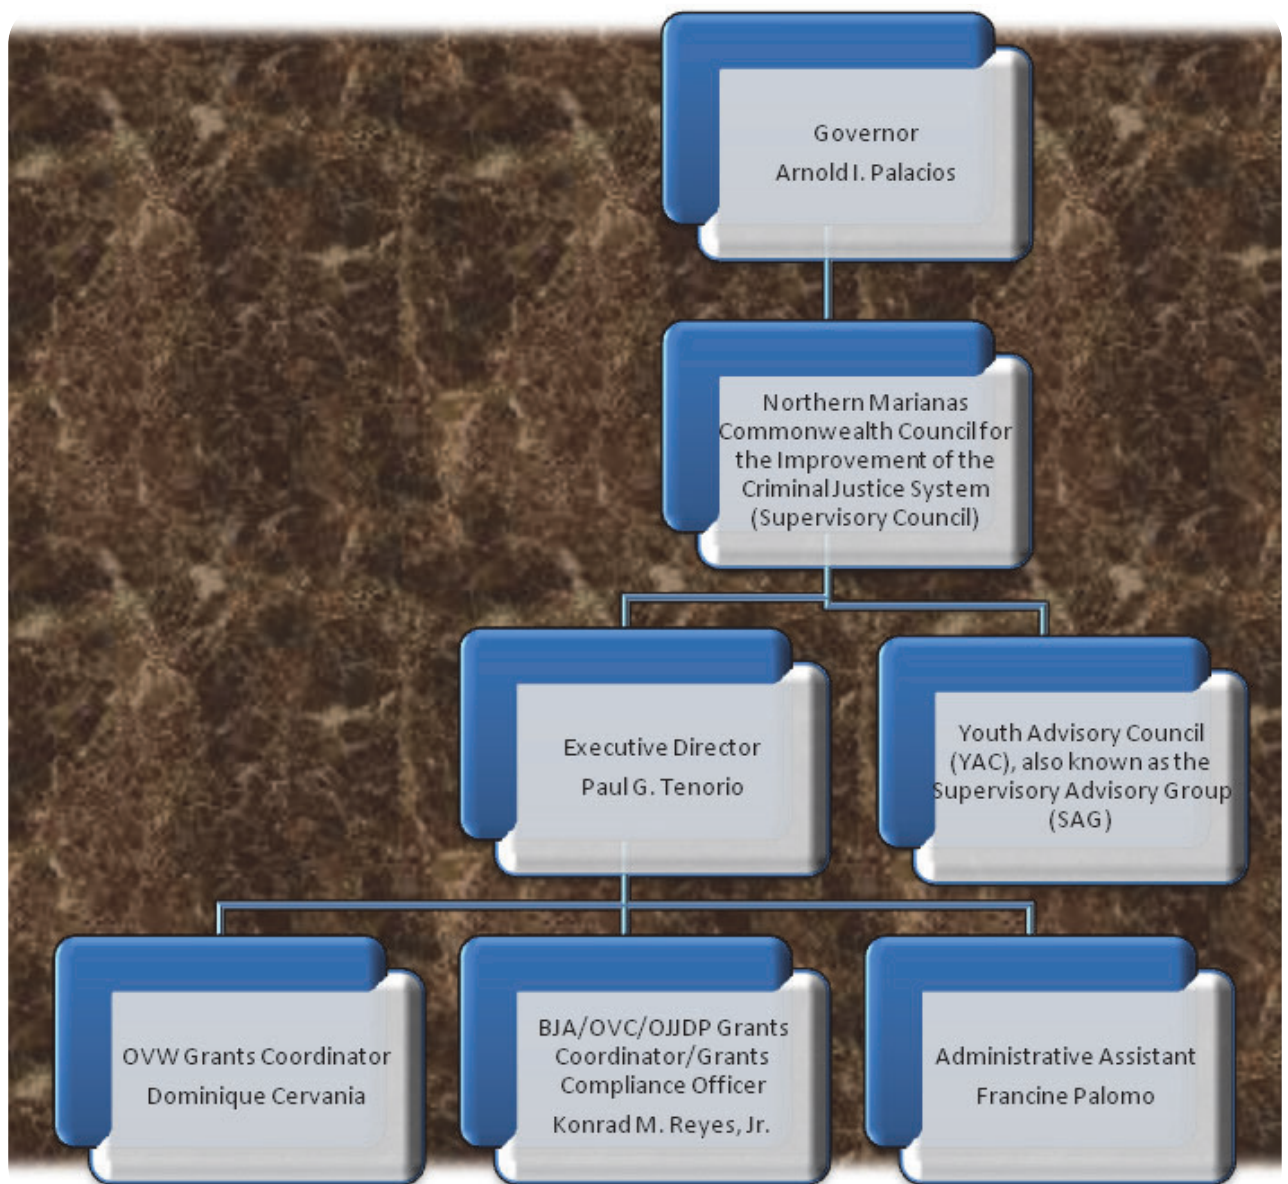 Governor
Arnold I. Palacios
Northern Marianas
Commonwealth Council for
the Improvement of the
Criminal Justice System
(Supervisory Council)
Executive Director
Paul G. Tenorio
Youth Advisory Council
(YAC), also known as the
Supervisory Advisory Group
(SAG)
OVW Grants Coordinator
Dominique Cervania
BJA/OVC/OJJDP Grants
Coordinator/Grants
Compliance Officer
Konrad M. Reyes, Jr.
Administrative Assistant
Francine Palomo